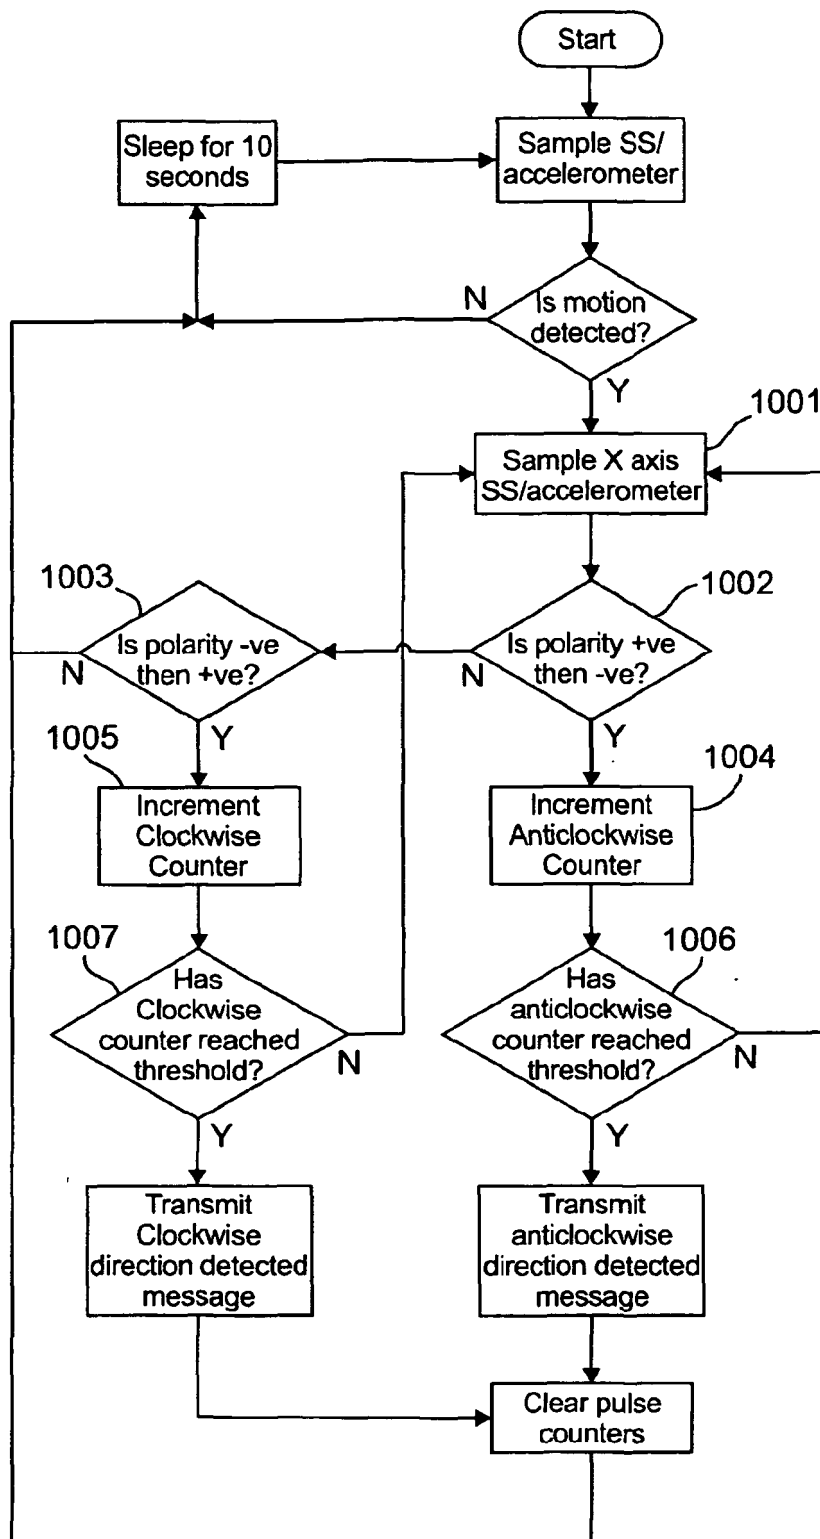 Start
Sleep for 10
seconds
Sample SS/
accelerometer
N
Is motion
detected?
Y
1001
Sample X axis
SS/accelerometer
1003
1002
Is polarity -ve
then +ve?
N
Is polarity +ve
then -ve?
N
Y
Y
1005
1004
Increment
Clockwise
Counter
Increment
Anticlockwise
Counter
1007
1006
Has
Clockwise
counter reached
threshold?
N
Has
anticlockwise
counter reached
threshold?
N
Y
Y
Transmit
Clockwise
direction detected
message
Transmit
anticlockwise
direction detected
message
Clear pulse
counters